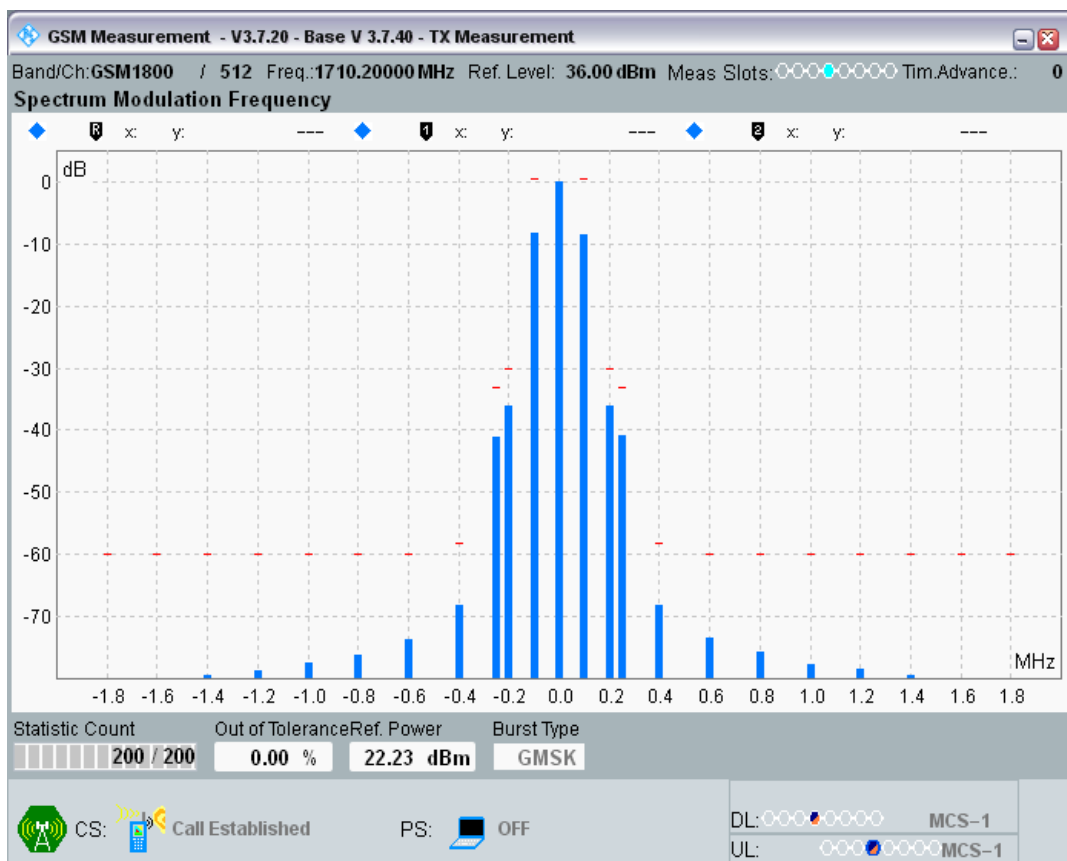 GSM Measurement - V3.7.20 - Base V 3.7.40 - TX Measurement
Band/Ch:GSM1800 / 512 Freq.:1710.20000 MHz Ref. Level: 36.00 dBm Meas Slots: Tim.Advance.: 0
Spectrum Modulation Frequency
R x: y: --- 1 x: y: --- 2 x: y: ---
dB
0
-10
-20
-30
-40
-50
-60
-70
MHz
-1.8 -1.6 -1.4 -1.2 -1.0 -0.8 -0.6 -0.4 -0.2 0.0 0.2 0.4 0.6 0.8 1.0 1.2 1.4 1.6 1.8
Statistic Count Out of Tolerance Ref. Power Burst Type
200 / 200 0.00 % 22.23 dBm GMSK
CS: Call Established PS: OFF
DL: MCS-1
UL: MCS-1